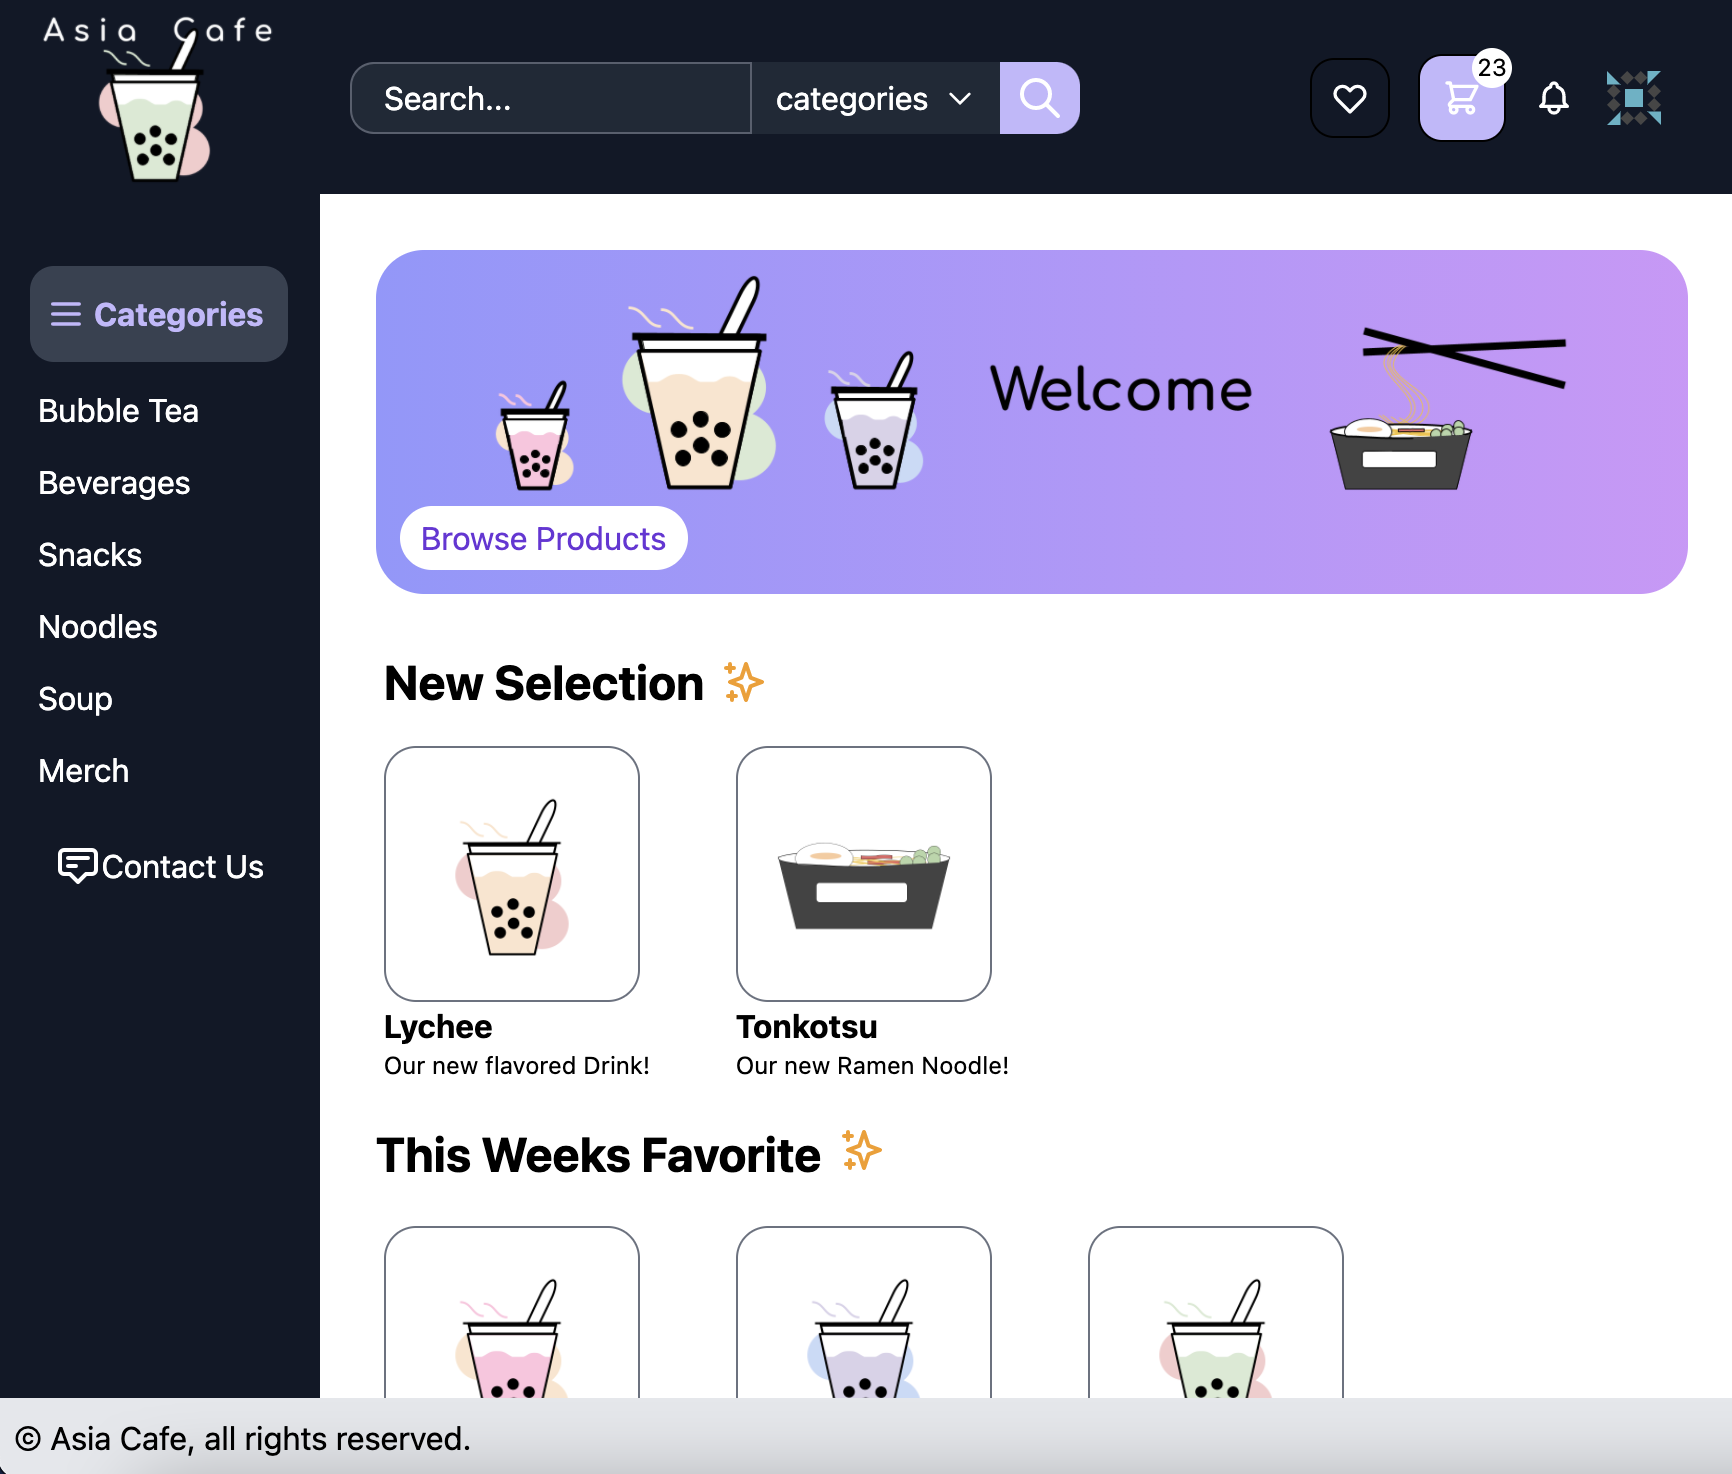 Asia Cafe
Search...
categories
23
Categories
Bubble Tea
Beverages
Snacks
Noodles
Soup
Merch
Contact Us
Welcome
Browse Products
New Selection
Lychee
Our new flavored Drink!
Tonkotsu
Our new Ramen Noodle!
This Weeks Favorite
© Asia Cafe, all rights reserved.